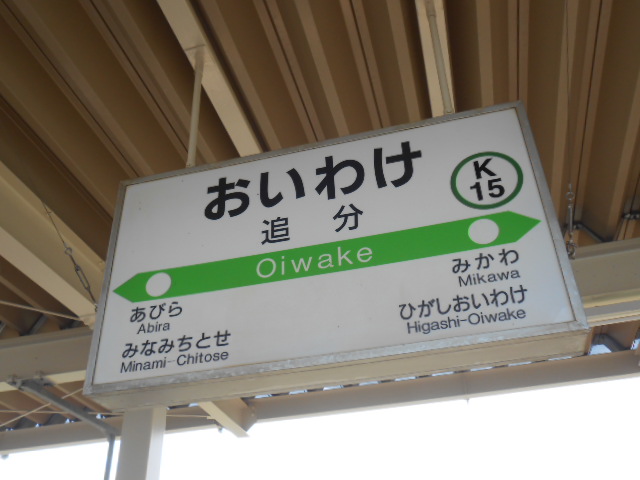 おいわけ
K
15
追分
Oiwake
あびら
Abira
みなみちとせ
Minami-Chitose
みかわ
Mikawa
ひがしおいわけ
Higashi-Oiwake